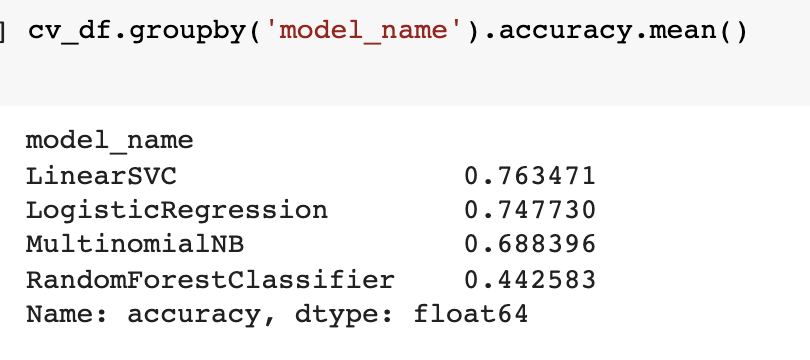 ] cv_df.groupby('model_name').accuracy.mean()
model_name
LinearSVC 0.763471
LogisticRegression 0.747730
MultinomialNB 0.688396
RandomForestClassifier 0.442583
Name: accuracy, dtype: float64